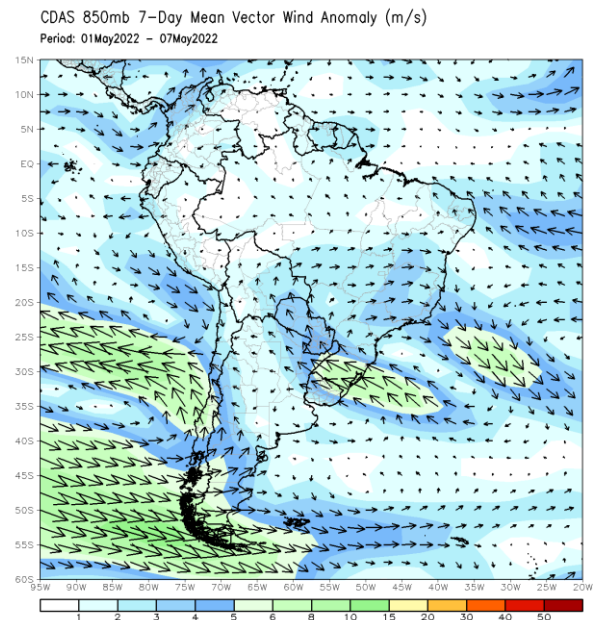 CDAS 850mb 7-Day Mean Vector Wind Anomaly (m/s)
Period: 01May2022 - 07May2022
15N
10N
5N
EQ
5S
10S
15S
20S
25S
30S
35S
40S
45S
50S
55S
60S
95W 90W 85W 80W 75W 70W 65W 60W 55W 50W 45W 40W 35W 30W 25W 20W
1 2 3 4 5 6 8 10 15 20 30 40 50